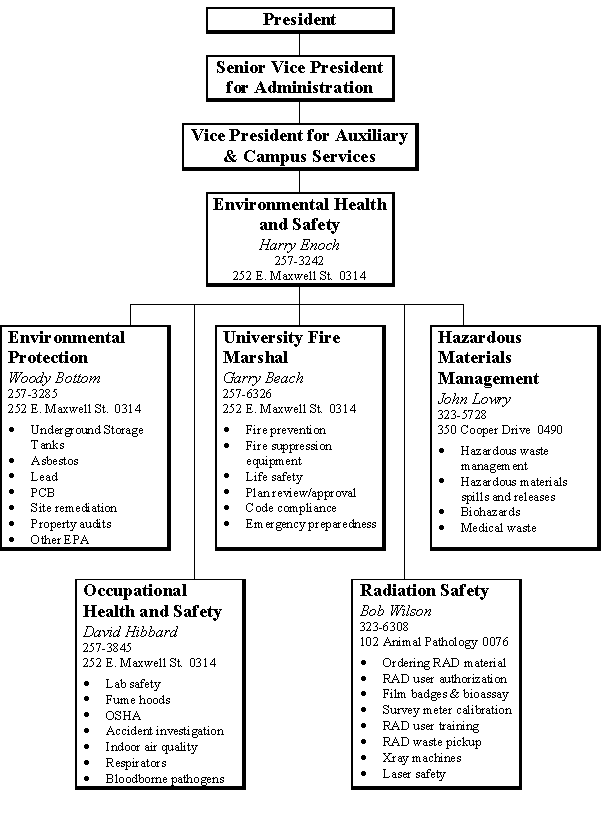 President
Senior Vice President
for Administration
Vice President for Auxiliary
& Campus Services
Environmental Health
and Safety
Harry Enoch
257-3242
252 E. Maxwell St. 0314
Environmental
Protection
Woody Bottom
257-3285
252 E. Maxwell St. 0314
• Underground Storage
Tanks
• Asbestos
• Lead
• PCB
• Site remediation
• Property audits
• Other EPA
University Fire
Marshal
Garry Beach
257-6326
252 E. Maxwell St. 0314
• Fire prevention
• Fire suppression
equipment
• Life safety
• Plan review/approval
• Code compliance
• Emergency preparedness
Hazardous
Materials
Management
John Lowry
323-5728
350 Cooper Drive 0490
• Hazardous waste
management
• Hazardous materials
spills and releases
• Biohazards
• Medical waste
Occupational
Health and Safety
David Hibbard
257-3845
252 E. Maxwell St. 0314
• Lab safety
• Fume hoods
• OSHA
• Accident investigation
• Indoor air quality
• Respirators
• Bloodborne pathogens
Radiation Safety
Bob Wilson
323-6308
102 Animal Pathology 0076
• Ordering RAD material
• RAD user authorization
• Film badges & bioassay
• Survey meter calibration
• RAD user training
• RAD waste pickup
• Xray machines
• Laser safety